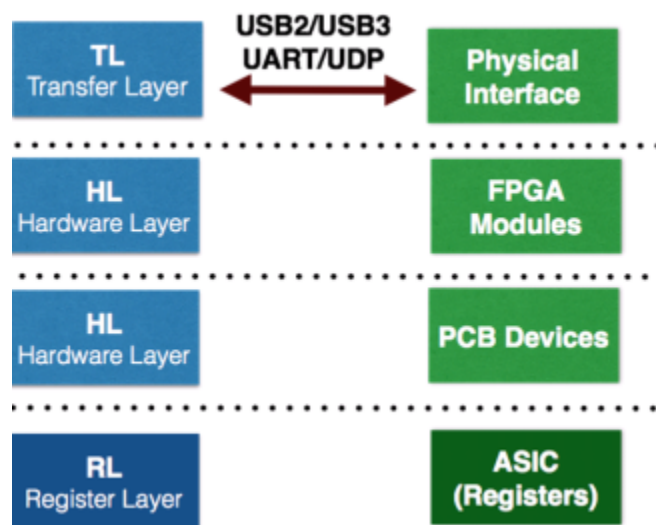 TL
Transfer Layer
USB2/USB3
UART/UDP
Physical
Interface
HL
Hardware Layer
FPGA
Modules
HL
Hardware Layer
PCB Devices
RL
Register Layer
ASIC
(Registers)